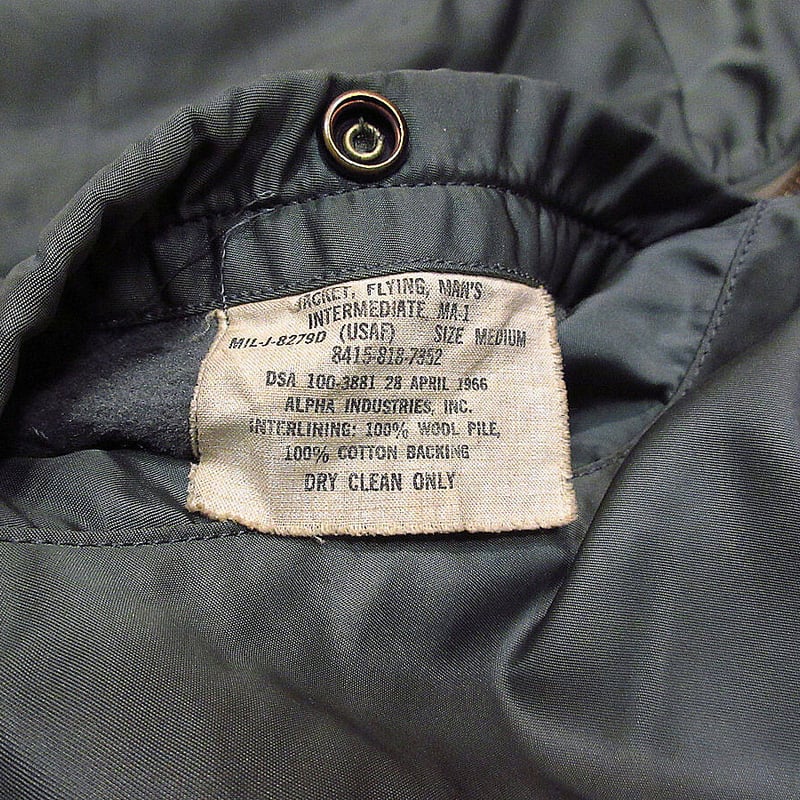 JACKET, FLYING, MAN'S
INTERMEDIATE, MA-1
MIL-J-8279D (USAF) SIZE MEDIUM
8415-818-7352
DSA 100-3881 28 APRIL 1966
ALPHA INDUSTRIES, INC.
INTERLINING: 100% WOOL PILE,
100% COTTON BACKING
DRY CLEAN ONLY